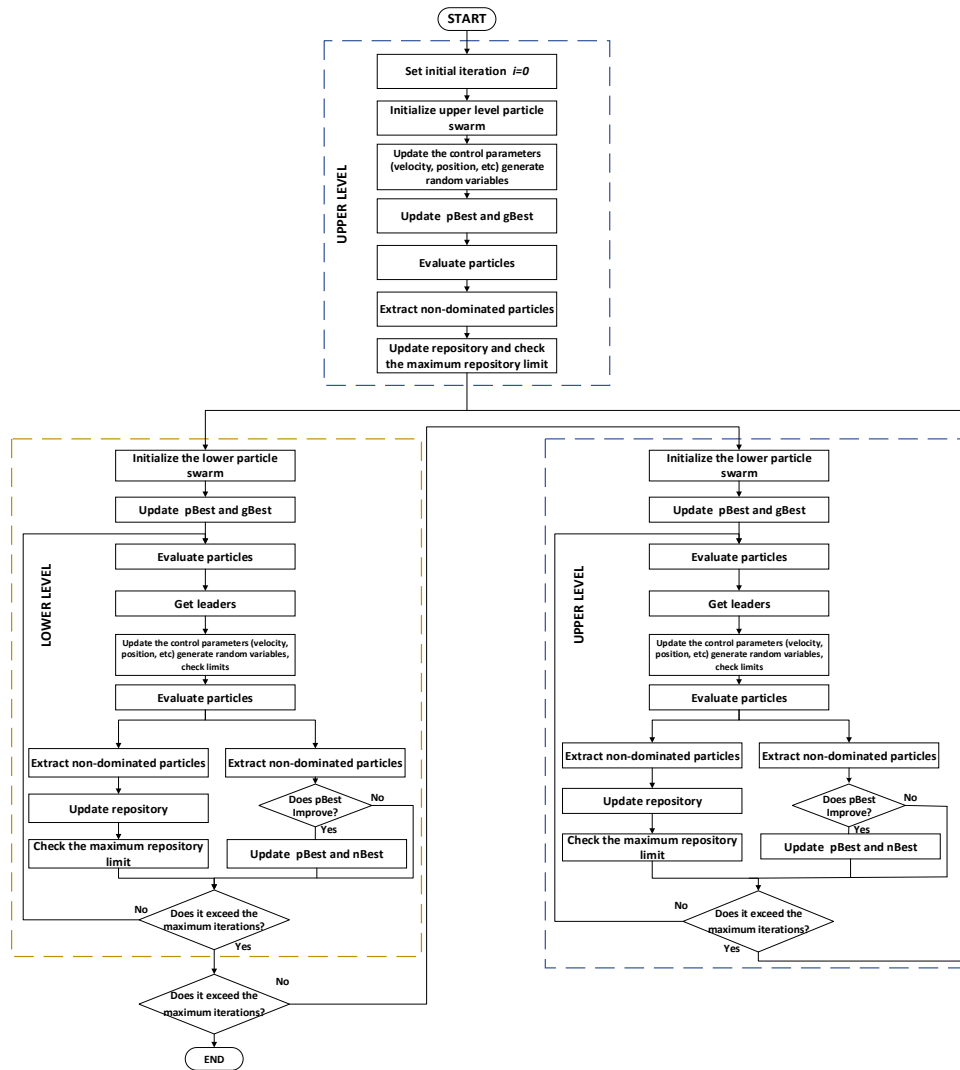 START
UPPER LEVEL
Set initial iteration i=0
Initialize upper level particle
swarm
Update the control parameters
(velocity, position, etc) generate
random variables
Update pBest and gBest
Evaluate particles
Extract non-dominated particles
Update repository and check
the maximum repository limit
LOWER LEVEL
Initialize the lower particle
swarm
Update pBest and gBest
Evaluate particles
Get leaders
Update the control parameters (velocity,
position, etc) generate random variables,
check limits
Evaluate particles
Extract non-dominated particles
Update repository
Check the maximum repository
limit
Extract non-dominated particles
Does pBest
Improve?
No
Yes
Update pBest and nBest
Does it exceed the
maximum iterations?
No
Yes
Does it exceed the
maximum iterations?
No
END
UPPER LEVEL
Initialize the lower particle
swarm
Update pBest and gBest
Evaluate particles
Get leaders
Update the control parameters (velocity,
position, etc) generate random variables,
check limits
Evaluate particles
Extract non-dominated particles
Update repository
Check the maximum repository
limit
Extract non-dominated particles
Does pBest
Improve?
No
Yes
Update pBest and nBest
Does it exceed the
maximum iterations?
No
Yes